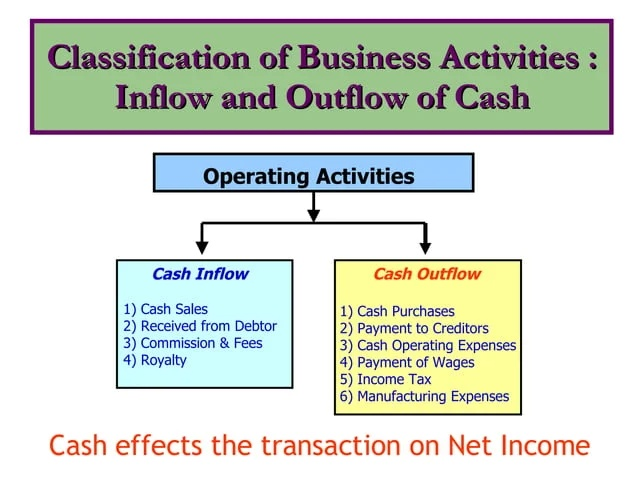 Classification of Business Activities :
Inflow and Outflow of Cash
Operating Activities
Cash Inflow
1) Cash Sales
2) Received from Debtor
3) Commission & Fees
4) Royalty
Cash Outflow
1) Cash Purchases
2) Payment to Creditors
3) Cash Operating Expenses
4) Payment of Wages
5) Income Tax
6) Manufacturing Expenses
Cash effects the transaction on Net Income